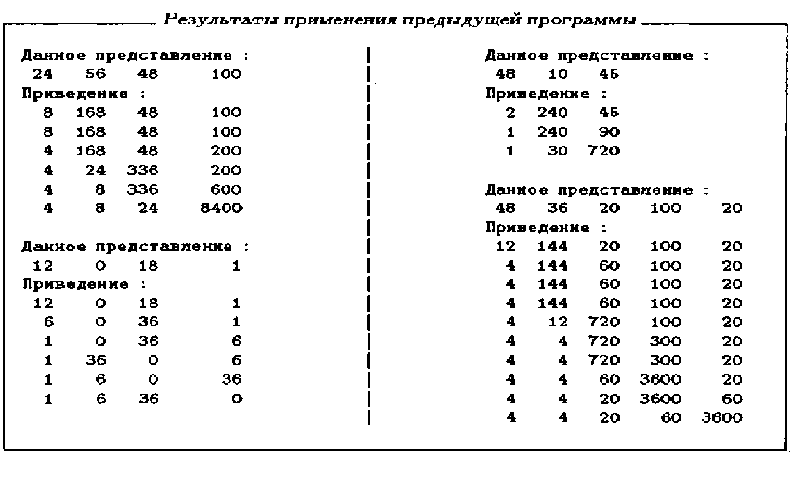 Результаты применения предыдущей программы
Данное представление :
24 56 48 100
Приведение :
8 168 48 100
8 168 48 100
4 168 48 200
4 24 336 200
4 8 336 600
4 8 24 8400
Данное представление :
12 0 18 1
Приведение :
12 0 18 1
6 0 36 1
1 0 36 6
1 36 0 6
1 6 0 36
1 6 36 0
Данное представление :
48 10 45
Приведение :
2 240 45
1 240 90
1 30 720
Данное представление :
48 36 20 100 20
Приведение :
12 144 20 100 20
4 144 60 100 20
4 144 60 100 20
4 144 60 100 20
4 12 720 100 20
4 4 720 300 20
4 4 720 300 20
4 4 60 3600 20
4 4 20 3600 60
4 4 20 60 3600